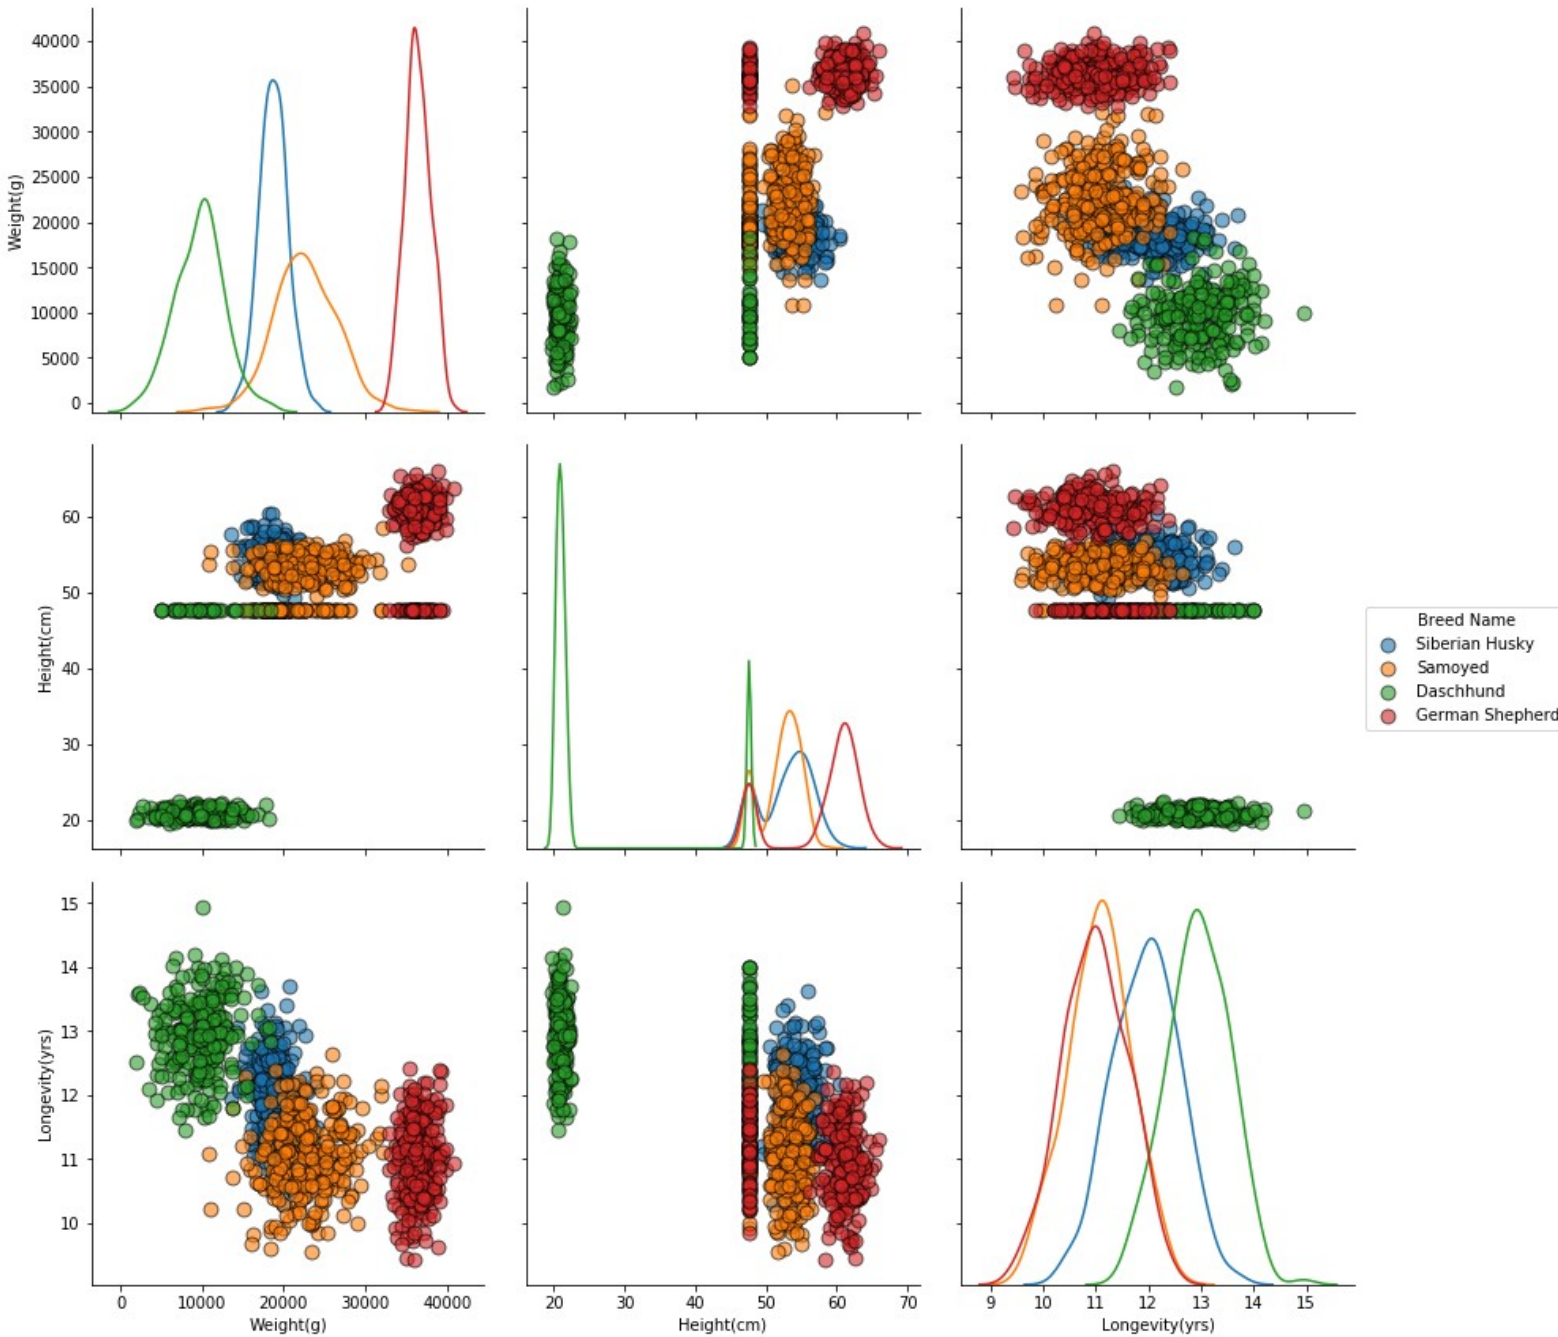 40000
35000
30000
25000
20000
15000
10000
5000
0
Weight(g)
60
50
40
30
20
Height(cm)
Breed Name
Siberian Husky
Samoyed
Daschhund
German Shepherd
15
14
13
12
11
10
Longevity(yrs)
0 10000 20000 30000 40000
20 30 40 50 60 70
9 10 11 12 13 14 15
Weight(g)
Height(cm)
Longevity(yrs)